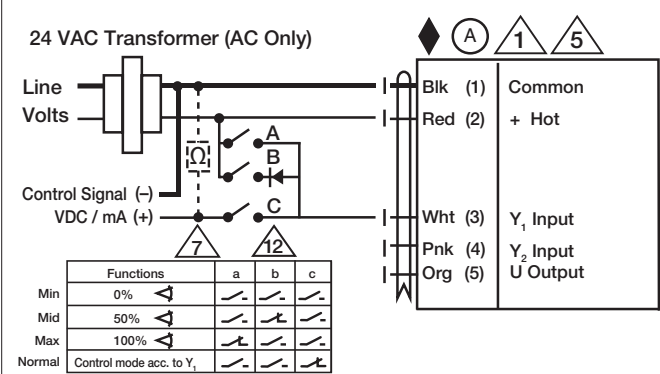 24 VAC Transformer (AC Only)
A 1 5
Line
Volts
Blk (1) Common
Red (2) + Hot
A
B
C
Ω
Control Signal (–)
VDC / mA (+)
Wht (3) Y1 Input
Pnk (4) Y2 Input
Org (5) U Output
7 12
Functions a b c
Min 0%
Mid 50%
Max 100%
Normal Control mode acc. to Y1